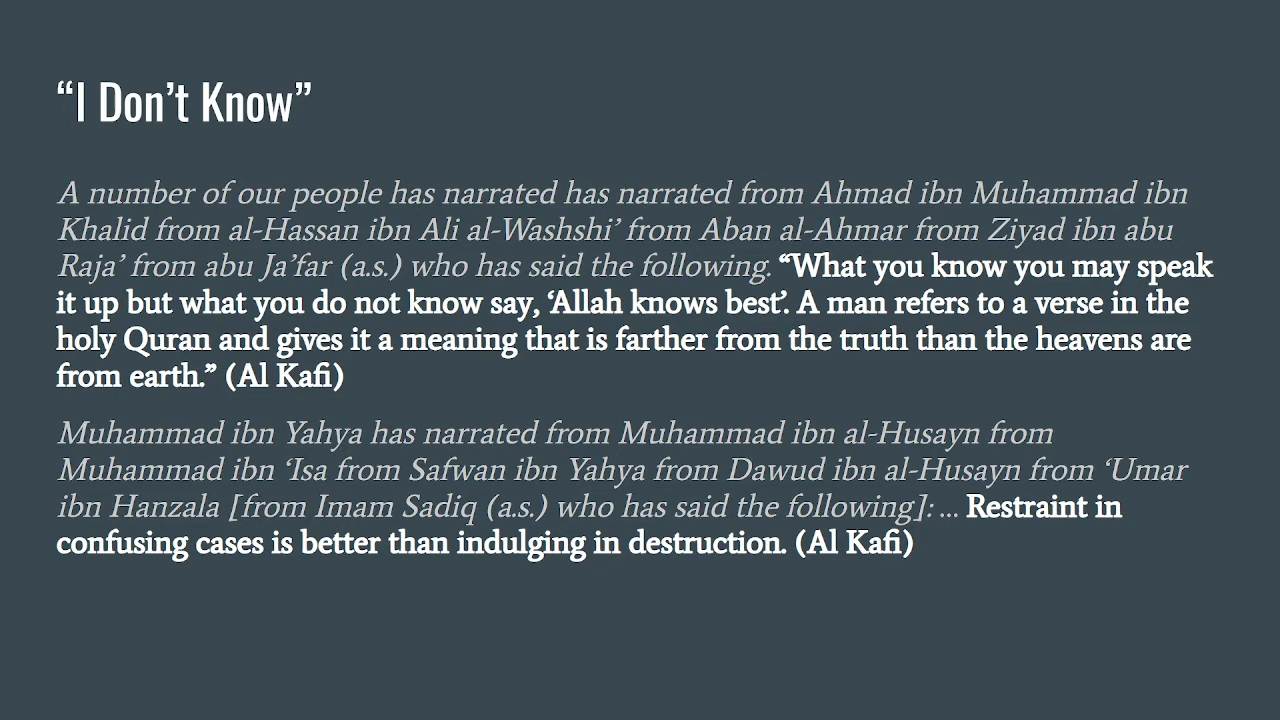 “I Don’t Know”
A number of our people has narrated has narrated from Ahmad ibn Muhammad ibn
Khalid from al-Hassan ibn Ali al-Washshi’ from Aban al-Ahmar from Ziyad ibn abu
Raja’ from abu Ja’far (a.s.) who has said the following. “What you know you may speak
it up but what you do not know say, ‘Allah knows best’. A man refers to a verse in the
holy Quran and gives it a meaning that is farther from the truth than the heavens are
from earth.” (Al Kafi)
Muhammad ibn Yahya has narrated from Muhammad ibn al-Husayn from
Muhammad ibn ‘Isa from Safwan ibn Yahya from Dawud ibn al-Husayn from ‘Umar
ibn Hanzala [from Imam Sadiq (a.s.) who has said the following]: ... Restraint in
confusing cases is better than indulging in destruction. (Al Kafi)